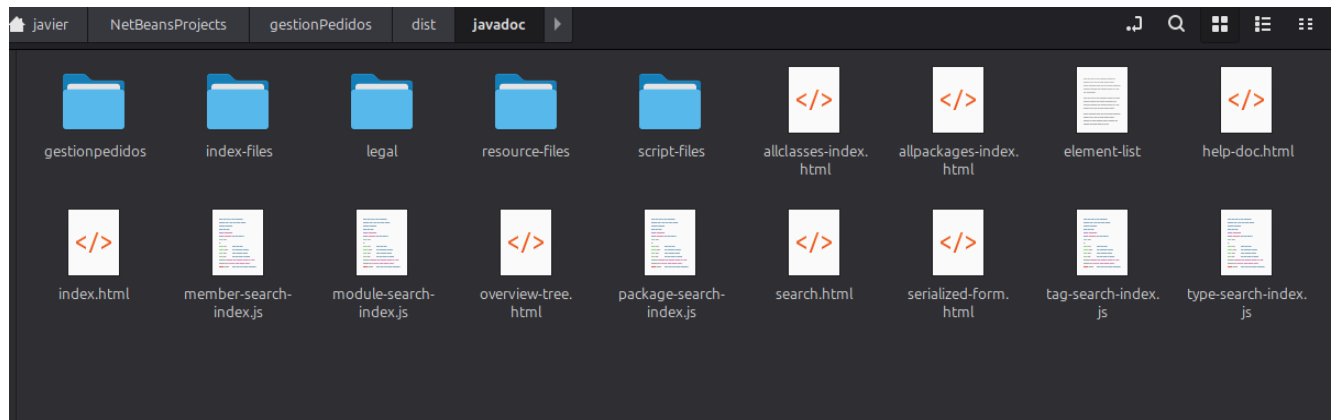 javier NetBeansProjects gestionPedidos dist javadoc
gestionpedidos index-files legal resource-files script-files allclasses-index. allpackages-index. element-list help-doc.html
html html
</> </> </>
index.html member-search- module-search- overview-tree. package-search- search.html serialized-form. tag-search-index. type-search-index.
index.js index.js html index.js html js js
</> </> </> </>